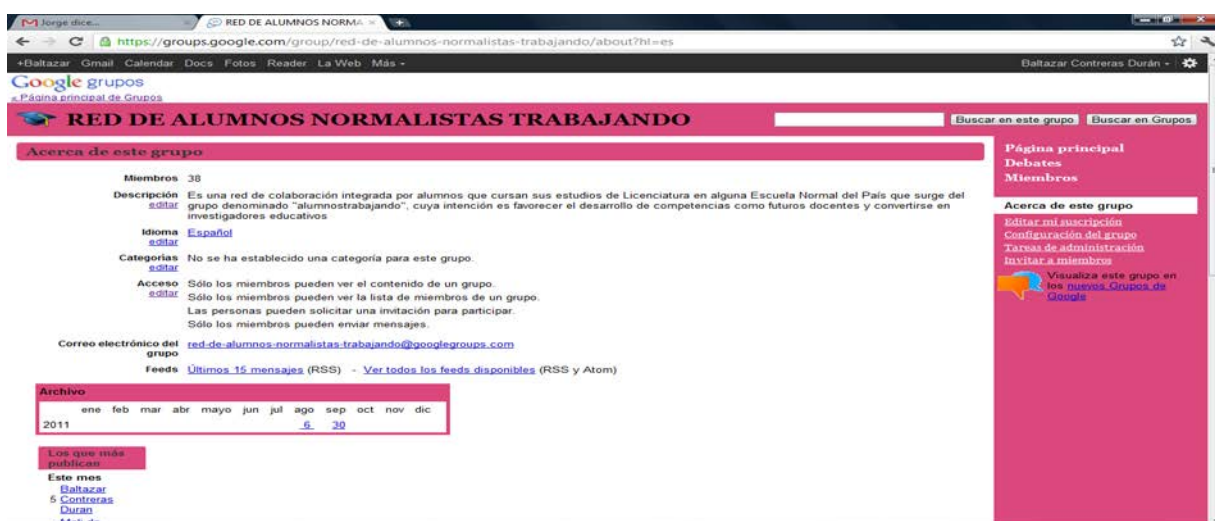 Jorge dice...
RED DE ALUMNOS NORMA
https://groups.google.com/group/red-de-alumnos-normalistas-trabajando/about?hl=es
+Baltazar Gmail Calendar Docs Fotos Reader La Web Más
Baltazar Contreras Durán
Google grupos
« Página principal de Grupos
RED DE ALUMNOS NORMALISTAS TRABAJANDO
Buscar en este grupo
Buscar en Grupos
Acerca de este grupo
Miembros 38
Descripción Es una red de colaboración integrada por alumnos que cursan sus estudios de Licenciatura en alguna Escuela Normal del País que surge del
editar grupo denominado "alumnostrabajando", cuya intención es favorecer el desarrollo de competencias como futuros docentes y convertirse en
investigadores educativos
Idioma Español
editar
Categorías No se ha establecido una categoría para este grupo.
editar
Acceso Sólo los miembros pueden ver el contenido de un grupo.
editar Sólo los miembros pueden ver la lista de miembros de un grupo.
Las personas pueden solicitar una invitación para participar.
Sólo los miembros pueden enviar mensajes.
Correo electrónico del grupo red-de-alumnos-normalistas-trabajando@googlegroups.com
Feeds Últimos 15 mensajes (RSS) - Ver todos los feeds disponibles (RSS y Atom)
Archivo
ene feb mar abr mayo jun jul ago sep oct nov dic
2011 6 30
Los que más
publican
Este mes
Baltazar
5 Contreras
Duran
Página principal
Debates
Miembros
Acerca de este grupo
Editar mi suscripción
Configuración del grupo
Tareas de administración
Invitar a miembros
Visualiza este grupo en
los nuevos Grupos de
Google